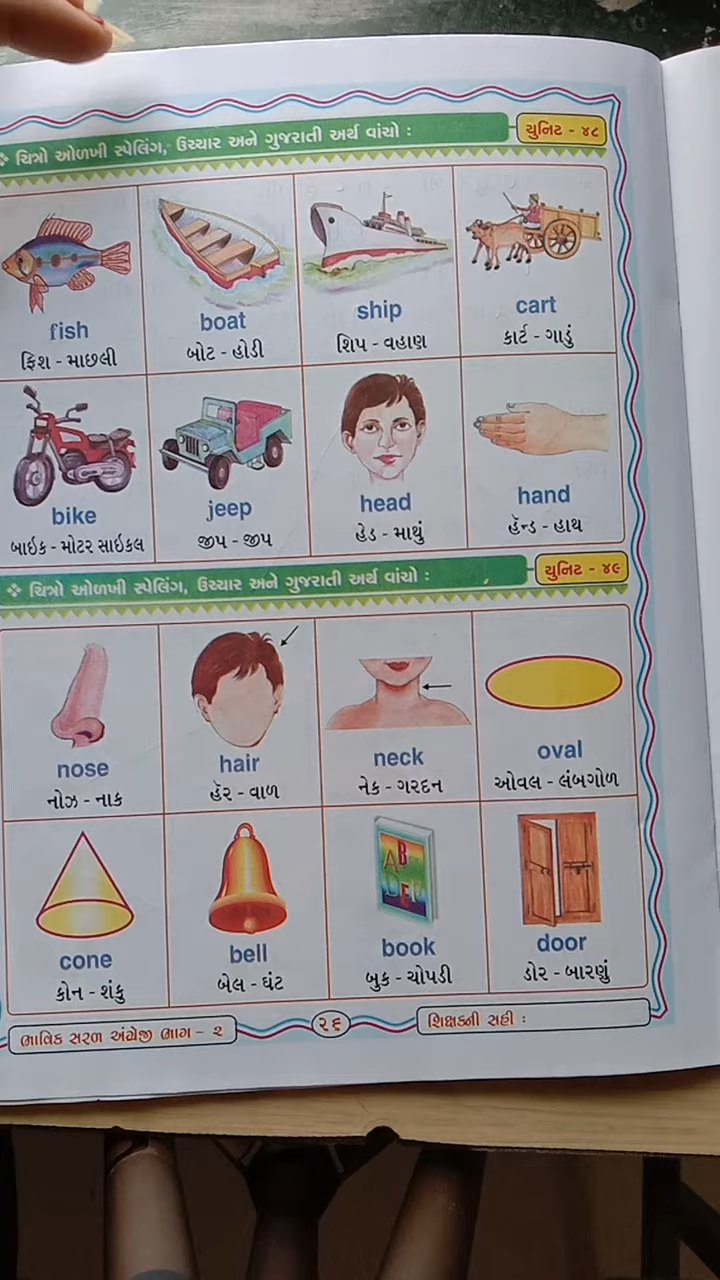 ❖ ચિત્રો ઓળખી સ્પેલિંગ, ઉચ્ચાર અને ગુજરાતી અર્થ વાંચો :
યુનિટ - ૪૮
fish
ફિશ - માછલી
boat
બોટ - હોડી
ship
શિપ - વહાણ
cart
કાર્ટ - ગાડું
bike
બાઇક - મોટર સાઇકલ
jeep
જીપ - જીપ
head
હેડ - માથું
hand
હૅન્ડ - હાથ
❖ ચિત્રો ઓળખી સ્પેલિંગ, ઉચ્ચાર અને ગુજરાતી અર્થ વાંચો :
યુનિટ - ૪૯
nose
નોઝ - નાક
hair
હૅર - વાળ
neck
નેક - ગરદન
oval
ઓવલ - લંબગોળ
cone
કોન - શંકુ
bell
બેલ - ઘંટ
AB
DEF
book
બુક - ચોપડી
door
ડોર - બારણું
ભાવિક સરળ અંગ્રેજી ભાગ - ૨
૨૬
શિક્ષકની સહી :